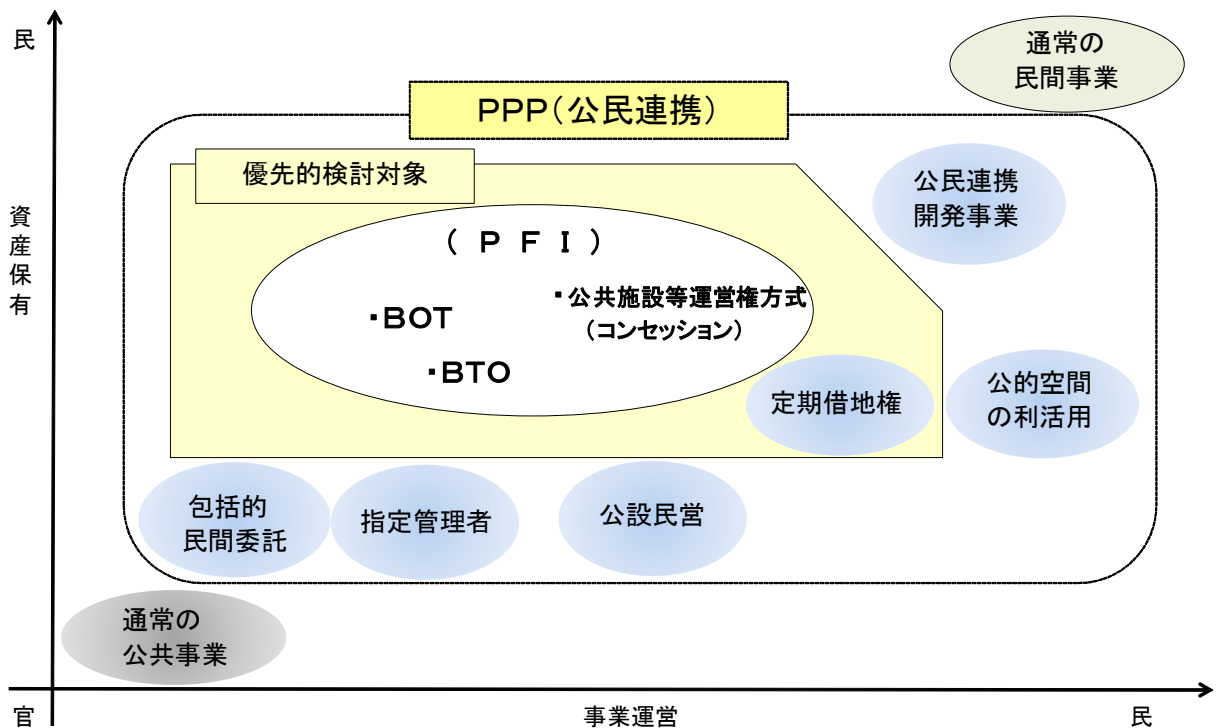 民
通常の
民間事業
PPP(公民連携)
優先的検討対象
公民連携
開発事業
資産保有
(PFI)
・公共施設等運営権方式
(コンセッション)
・BOT
・BTO
定期借地権
公的空間
の利活用
包括的
民間委託
指定管理者
公設民営
通常の
公共事業
官
事業運営
民